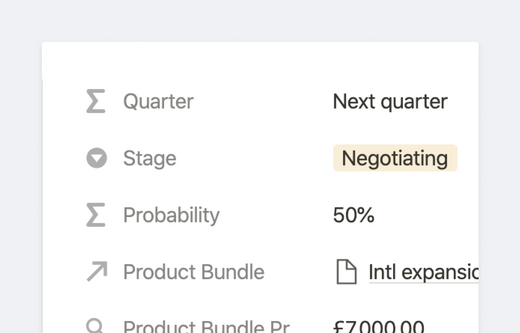 Quarter Next quarter
Stage Negotiating
Probability 50%
Product Bundle Intl expansio
Product Bundle Pr £7,000.00